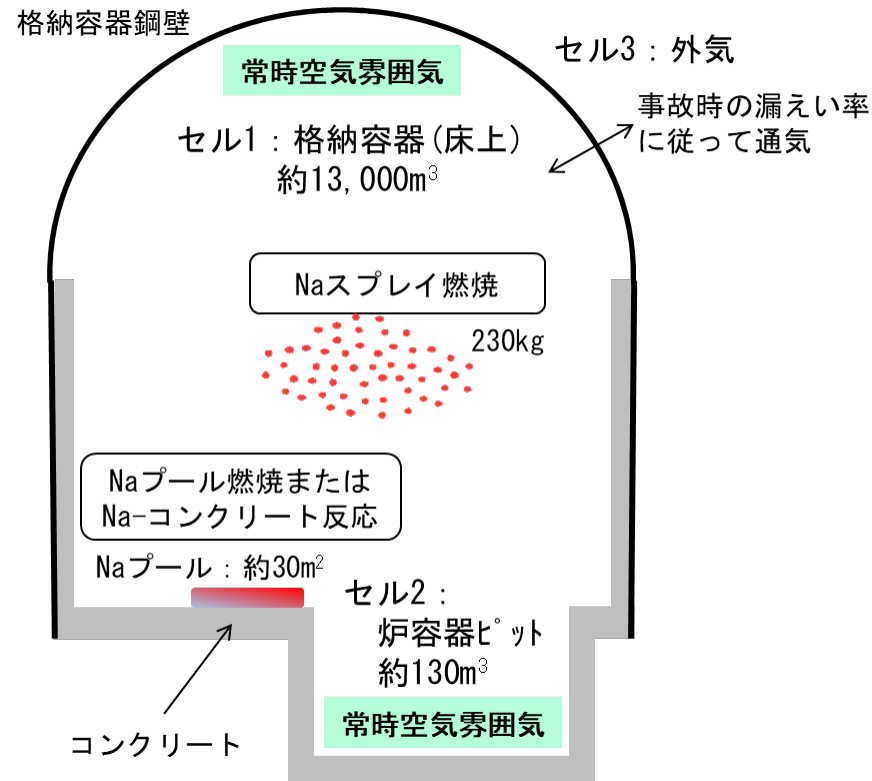 格納容器鋼壁
常時空気雰囲気
セル3：外気
セル1：格納容器(床上)
約13,000m³
事故時の漏えい率
に従って通気
Naスプレイ燃焼
230kg
Naプール燃焼または
Na-コンクリート反応
Naプール：約30m²
セル2：
炉容器ﾋﾟｯﾄ
約130m³
常時空気雰囲気
コンクリート